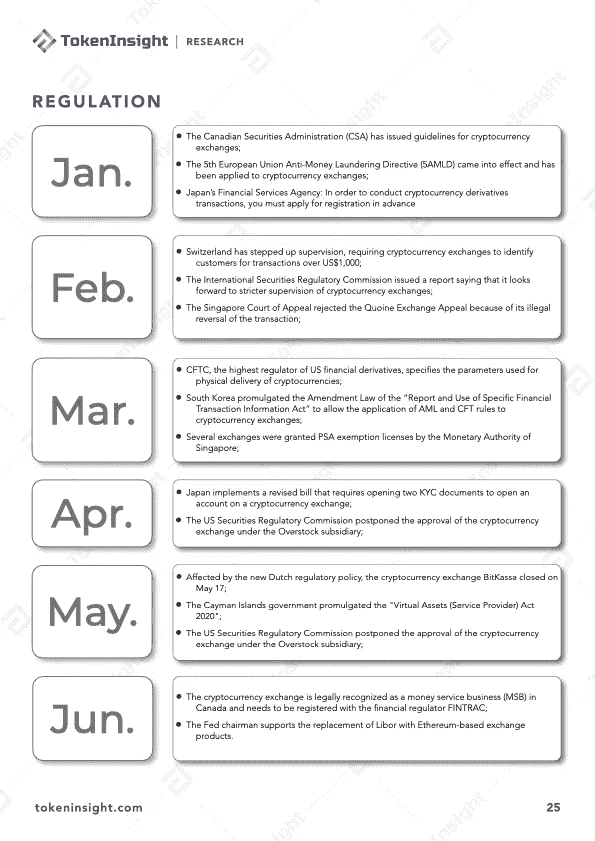 TokenInsight | RESEARCH
REGULATION
Jan.
• The Canadian Securities Administration (CSA) has issued guidelines for cryptocurrency
exchanges;
• The 5th European Union Anti-Money Laundering Directive (5AMLD) came into effect and has
been applied to cryptocurrency exchanges;
• Japan's Financial Services Agency: In order to conduct cryptocurrency derivatives
transactions, you must apply for registration in advance
Feb.
• Switzerland has stepped up supervision, requiring cryptocurrency exchanges to identify
customers for transactions over US$1,000;
• The International Securities Regulatory Commission issued a report saying that it looks
forward to stricter supervision of cryptocurrency exchanges;
• The Singapore Court of Appeal rejected the Quoine Exchange Appeal because of its illegal
reversal of the transaction;
Mar.
• CFTC, the highest regulator of US financial derivatives, specifies the parameters used for
physical delivery of cryptocurrencies;
• South Korea promulgated the Amendment Law of the "Report and Use of Specific Financial
Transaction Information Act" to allow the application of AML and CFT rules to
cryptocurrency exchanges;
• Several exchanges were granted PSA exemption licenses by the Monetary Authority of
Singapore;
Apr.
• Japan implements a revised bill that requires opening two KYC documents to open an
account on a cryptocurrency exchange;
• The US Securities Regulatory Commission postponed the approval of the cryptocurrency
exchange under the Overstock subsidiary;
May.
• Affected by the new Dutch regulatory policy, the cryptocurrency exchange BitKassa closed on
May 17;
• The Cayman Islands government promulgated the "Virtual Assets (Service Provider) Act
2020";
• The US Securities Regulatory Commission postponed the approval of the cryptocurrency
exchange under the Overstock subsidiary;
Jun.
• The cryptocurrency exchange is legally recognized as a money service business (MSB) in
Canada and needs to be registered with the financial regulator FINTRAC;
• The Fed chairman supports the replacement of Libor with Ethereum-based exchange
products.
tokeninsight.com
25